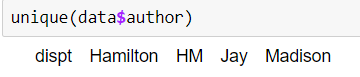 unique(data$author)
dispt Hamilton HM Jay Madison